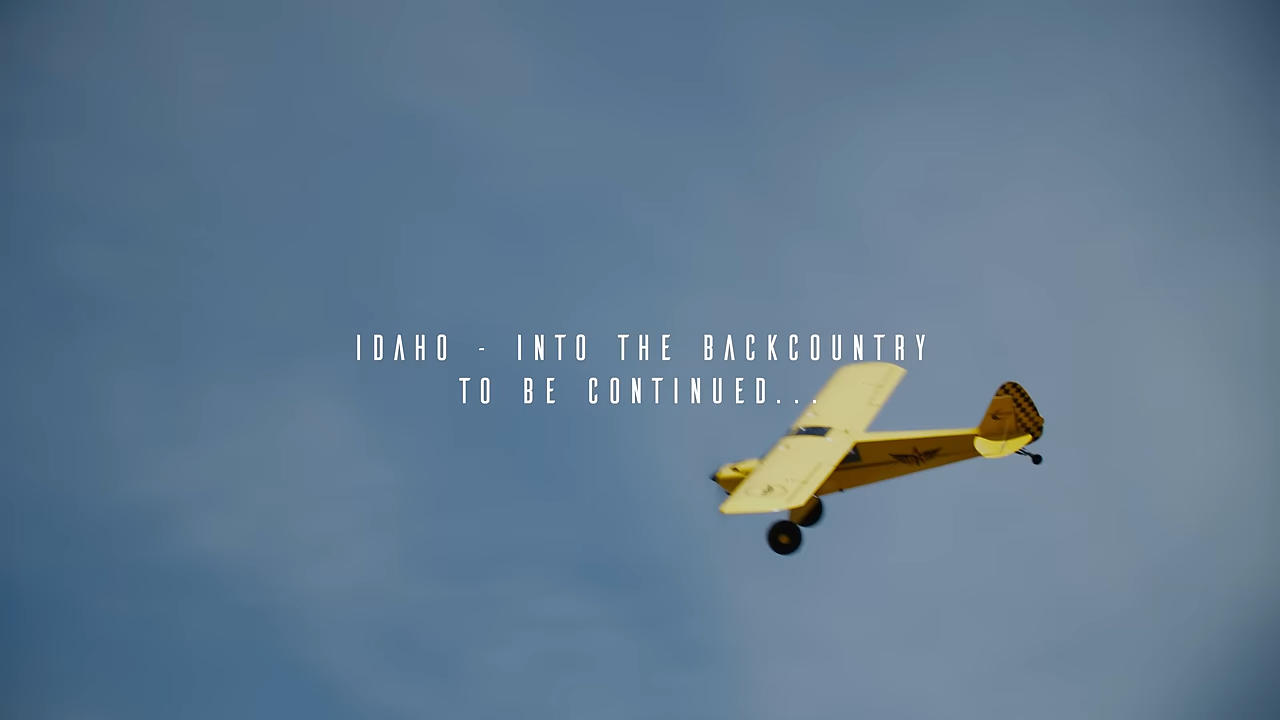 IDAHO - INTO THE BACKCOUNTRY
TO BE CONTINUED...